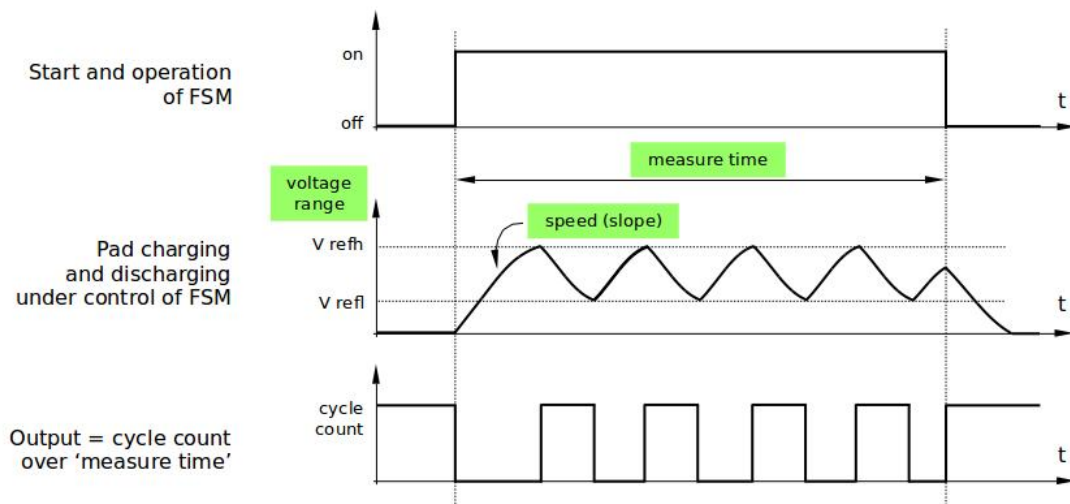 Start and operation
of FSM
on
off
t
measure time
voltage
range
speed (slope)
Pad charging
and discharging
under control of FSM
V refh
V refl
t
Output = cycle count
over ‘measure time’
cycle
count
t